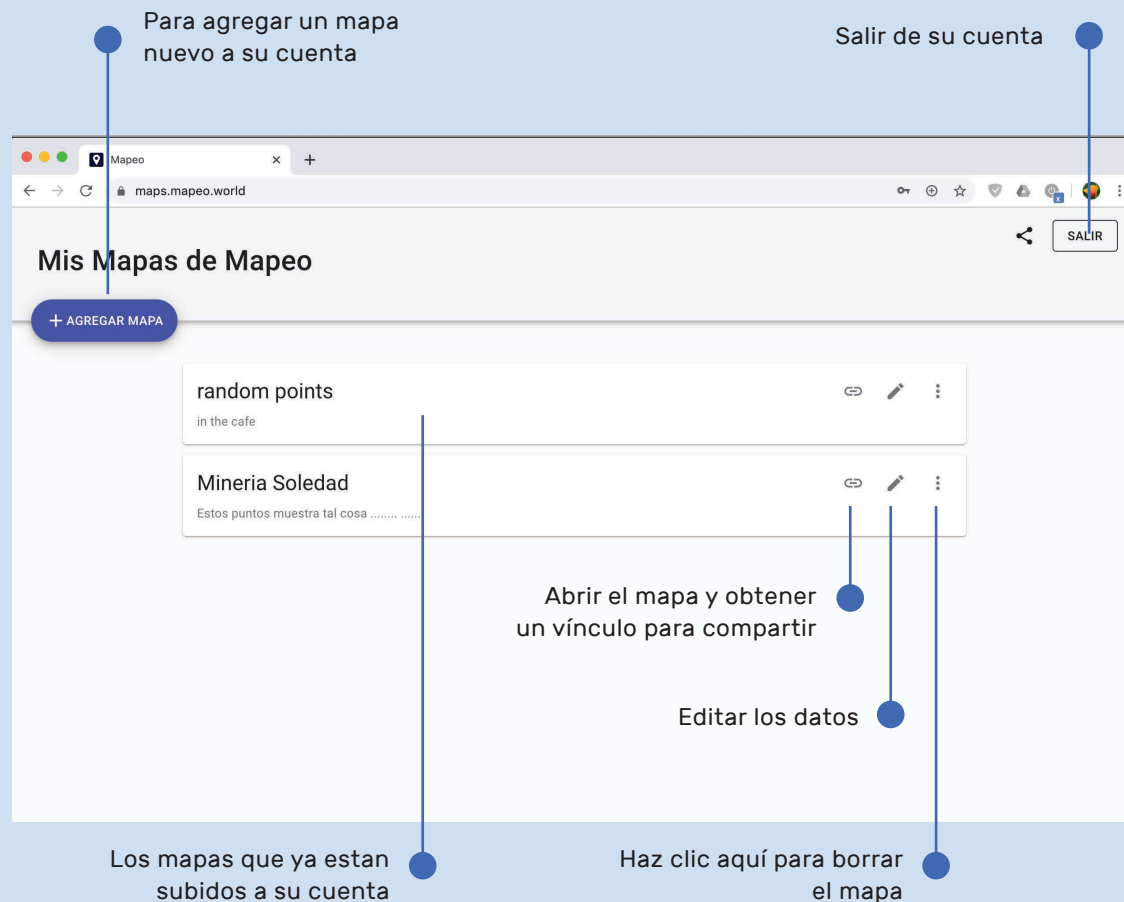 Para agregar un mapa
nuevo a su cuenta
Salir de su cuenta
Mapeo
maps.mapeo.world
x
SALIR
Mis Mapas de Mapeo
+ AGREGAR MAPA
random points
in the cafe
Mineria Soledad
Estos puntos muestra tal cosa ........ ......
Abrir el mapa y obtener
un vínculo para compartir
Editar los datos
Los mapas que ya estan
subidos a su cuenta
Haz clic aquí para borrar
el mapa